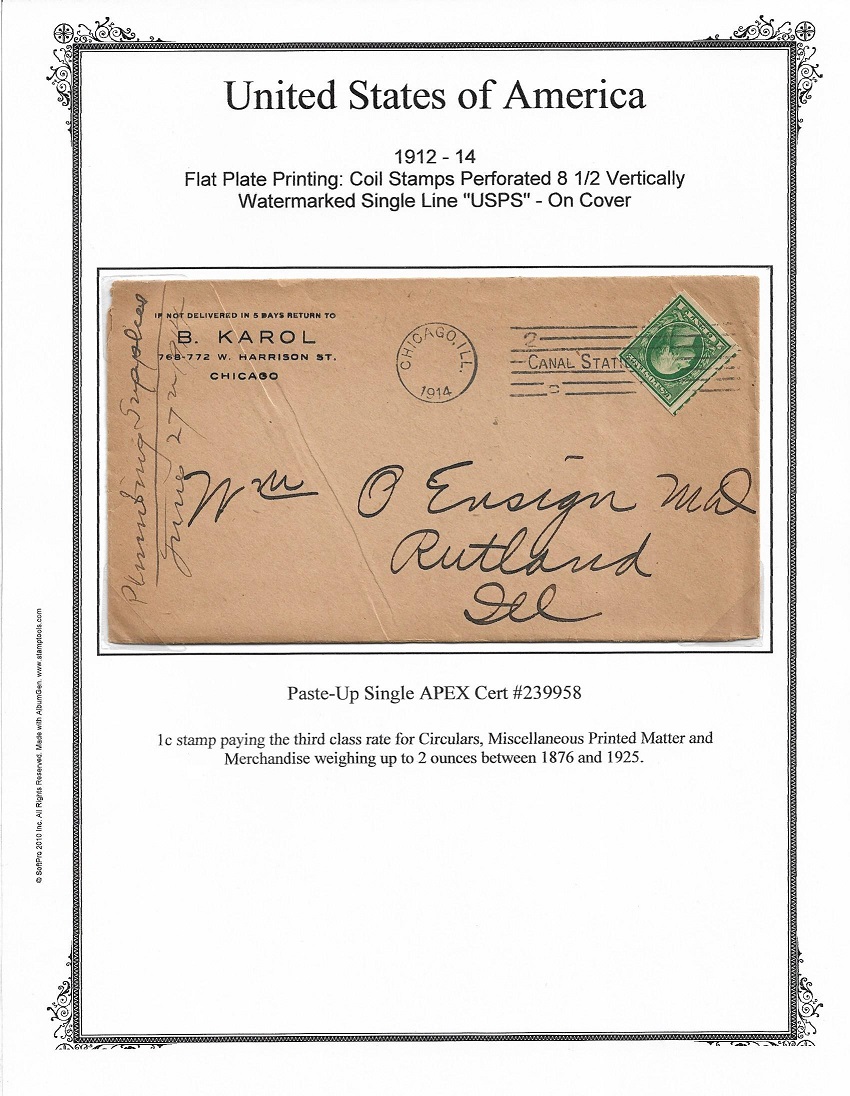 United States of America
1912 - 14
Flat Plate Printing: Coil Stamps Perforated 8 1/2 Vertically
Watermarked Single Line "USPS" - On Cover
IF NOT DELIVERED IN 5 DAYS RETURN TO
B. KAROL
768-772 W. HARRISON ST.
CHICAGO
Plumbing Supplies
June 27
CHICAGO, ILL.
1914
2
CANAL STATI
Wm O Ensign
Rutland
Ill
Paste-Up Single APEX Cert #239958
1c stamp paying the third class rate for Circulars, Miscellaneous Printed Matter and
Merchandise weighing up to 2 ounces between 1876 and 1925.
© SoftPro 2010 Inc. All Rights Reserved. Made with AlbumGen. www.stamptools.com